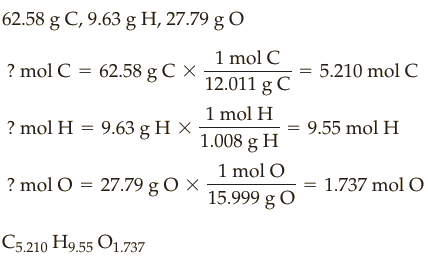 62.58 g C, 9.63 g H, 27.79 g O
? mol C = 62.58 g C × 1 mol C / 12.011 g C = 5.210 mol C
? mol H = 9.63 g H × 1 mol H / 1.008 g H = 9.55 mol H
? mol O = 27.79 g O × 1 mol O / 15.999 g O = 1.737 mol O
C5.210 H9.55 O1.737